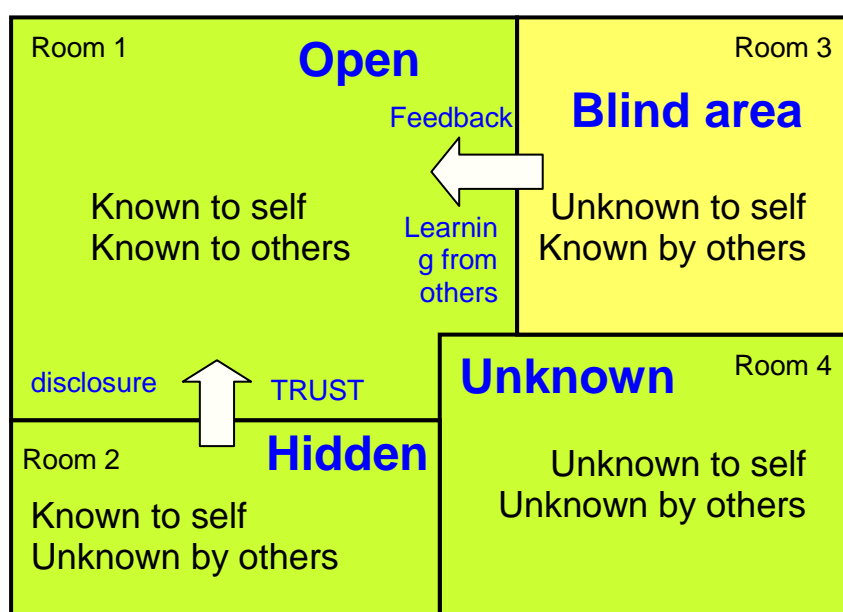 Room 1
Open
Feedback
Known to self
Known to others
Learnin
g from
others
disclosure
TRUST
Room 3
Blind area
Unknown to self
Known by others
Room 2
Hidden
Known to self
Unknown by others
Unknown
Room 4
Unknown to self
Unknown by others